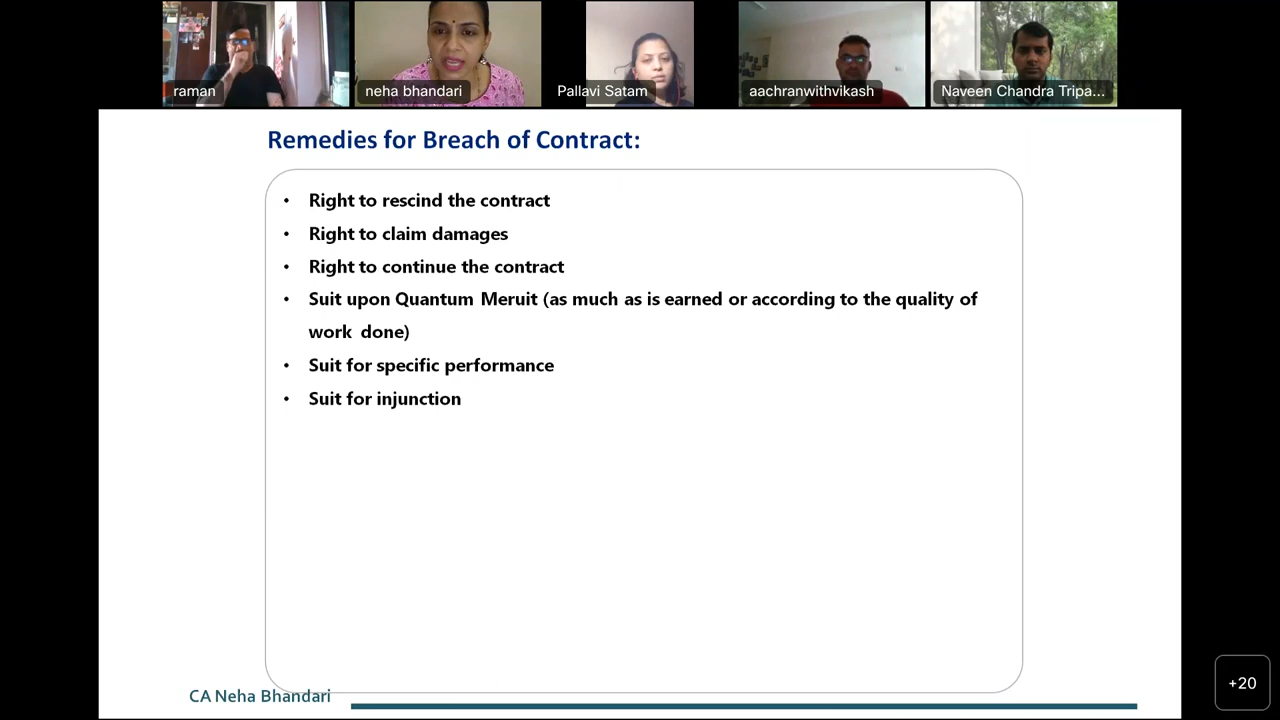 raman
neha bhandari
Pallavi Satam
aachranwithvikash
Naveen Chandra Tripa...
Remedies for Breach of Contract:
• Right to rescind the contract
• Right to claim damages
• Right to continue the contract
• Suit upon Quantum Meruit (as much as is earned or according to the quality of
work done)
• Suit for specific performance
• Suit for injunction
CA Neha Bhandari
+20